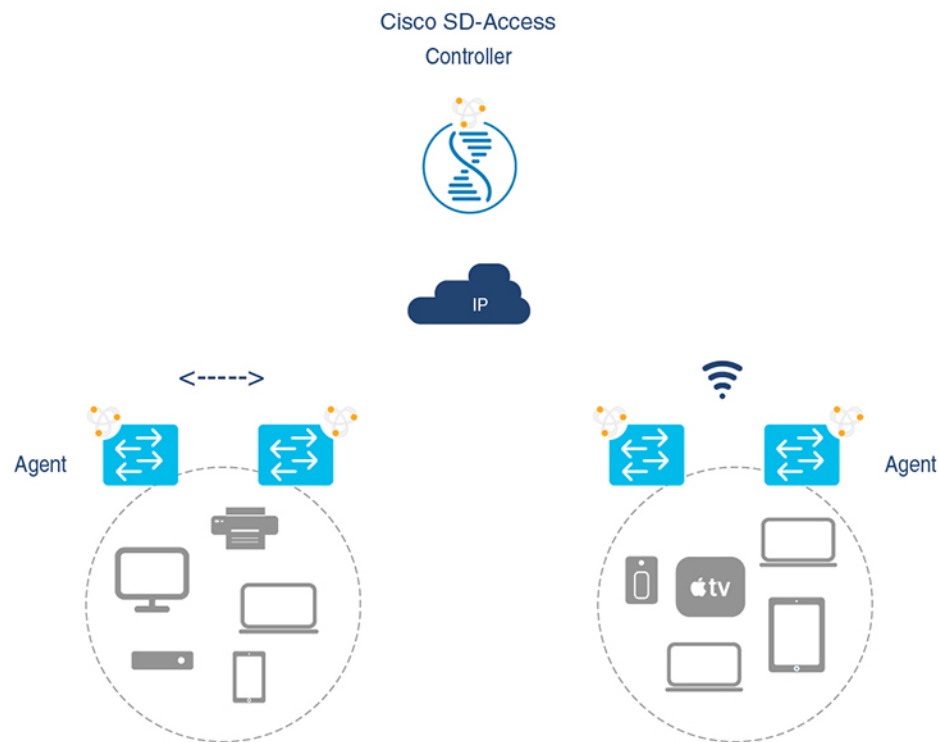 Cisco SD-Access
Controller
IP
<----->
Agent
Agent
tv